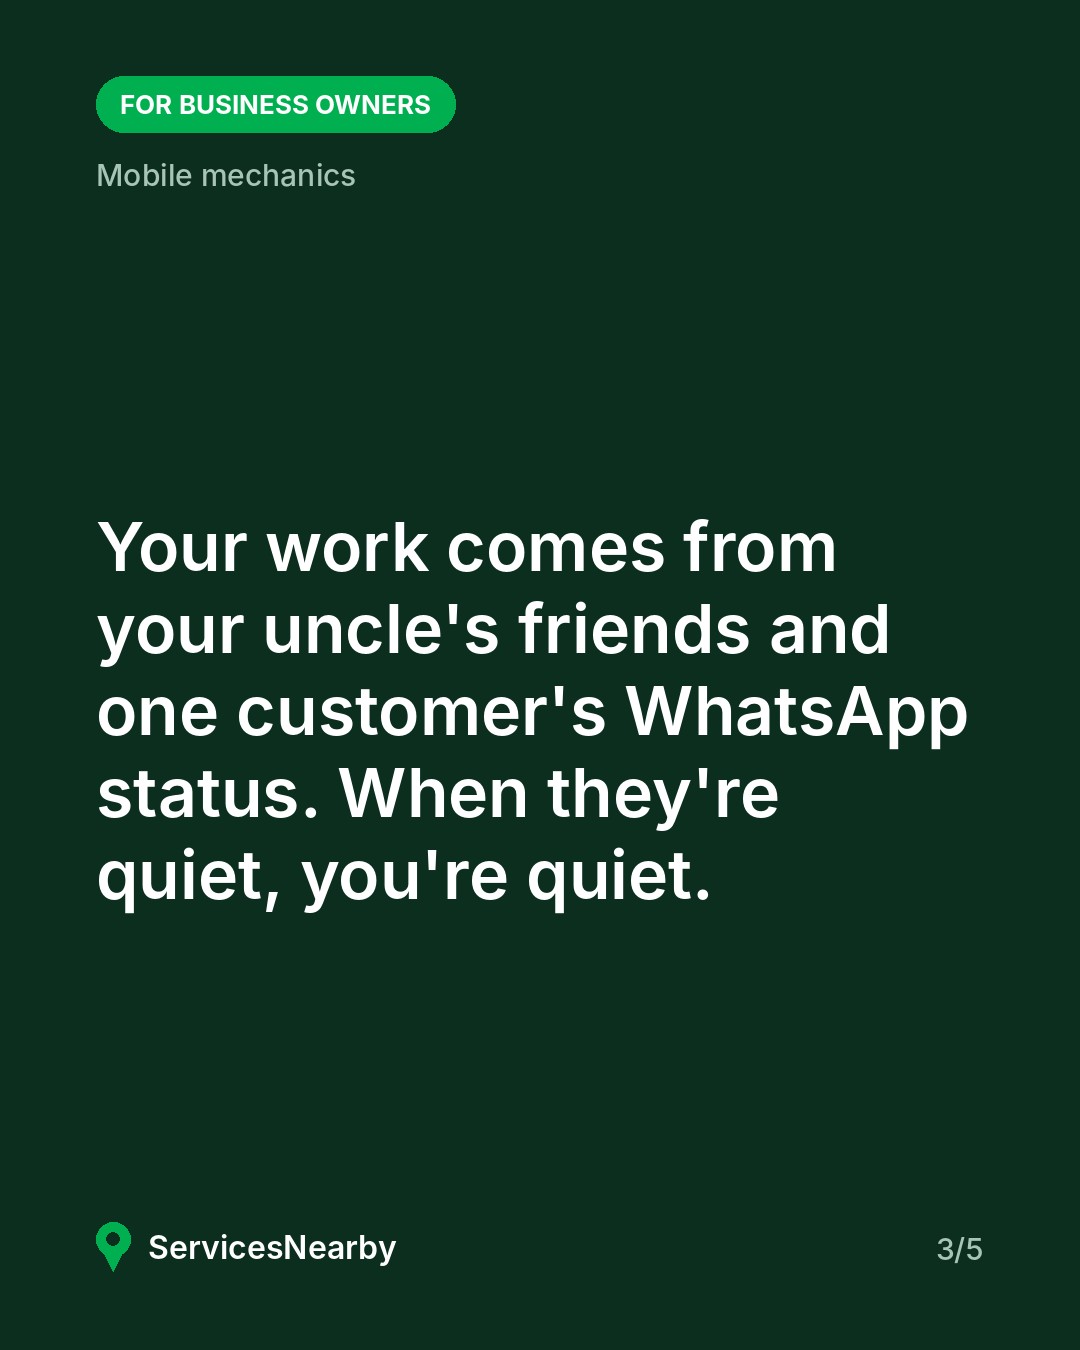 FOR BUSINESS OWNERS
Mobile mechanics
Your work comes from
your uncle's friends and
one customer's WhatsApp
status. When they're
quiet, you're quiet.
ServicesNearby
3/5